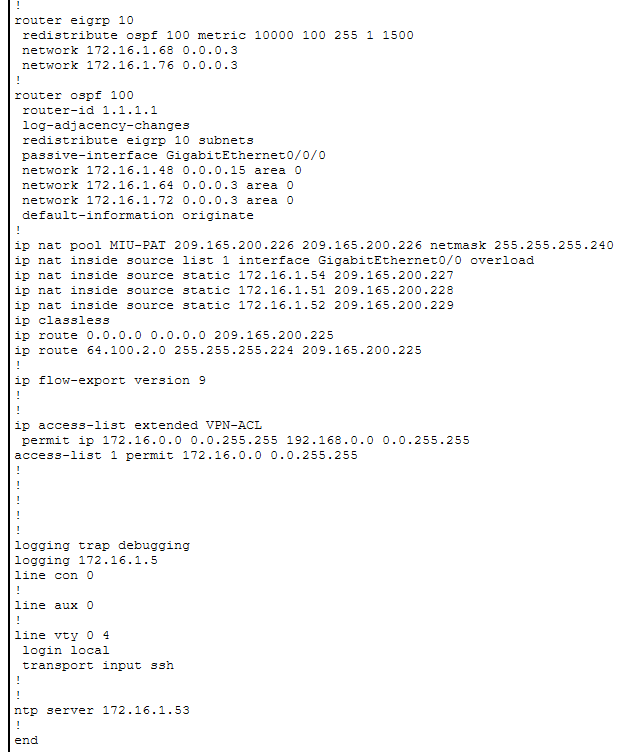 !
router eigrp 10
 redistribute ospf 100 metric 10000 100 255 1 1500
 network 172.16.1.68 0.0.0.3
 network 172.16.1.76 0.0.0.3
!
router ospf 100
 router-id 1.1.1.1
 log-adjacency-changes
 redistribute eigrp 10 subnets
 passive-interface GigabitEthernet0/0/0
 network 172.16.1.48 0.0.0.15 area 0
 network 172.16.1.64 0.0.0.3 area 0
 network 172.16.1.72 0.0.0.3 area 0
 default-information originate
!
ip nat pool MIU-PAT 209.165.200.226 209.165.200.226 netmask 255.255.255.240
ip nat inside source list 1 interface GigabitEthernet0/0 overload
ip nat inside source static 172.16.1.54 209.165.200.227
ip nat inside source static 172.16.1.51 209.165.200.228
ip nat inside source static 172.16.1.52 209.165.200.229
ip classless
ip route 0.0.0.0 0.0.0.0 209.165.200.225
ip route 64.100.2.0 255.255.255.224 209.165.200.225
!
ip flow-export version 9
!
!
ip access-list extended VPN-ACL
 permit ip 172.16.0.0 0.0.255.255 192.168.0.0 0.0.255.255
access-list 1 permit 172.16.0.0 0.0.255.255
!
!
!
!
!
logging trap debugging
logging 172.16.1.5
line con 0
!
line aux 0
!
line vty 0 4
 login local
 transport input ssh
!
!
ntp server 172.16.1.53
!
end